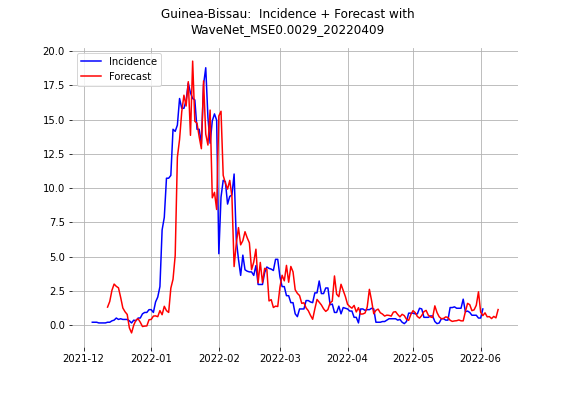 Guinea-Bissau:  Incidence + Forecast with
WaveNet_MSE0.0029_20220409
Incidence
Forecast
20.0
17.5
15.0
12.5
10.0
7.5
5.0
2.5
0.0
2021-12 2022-01 2022-02 2022-03 2022-04 2022-05 2022-06